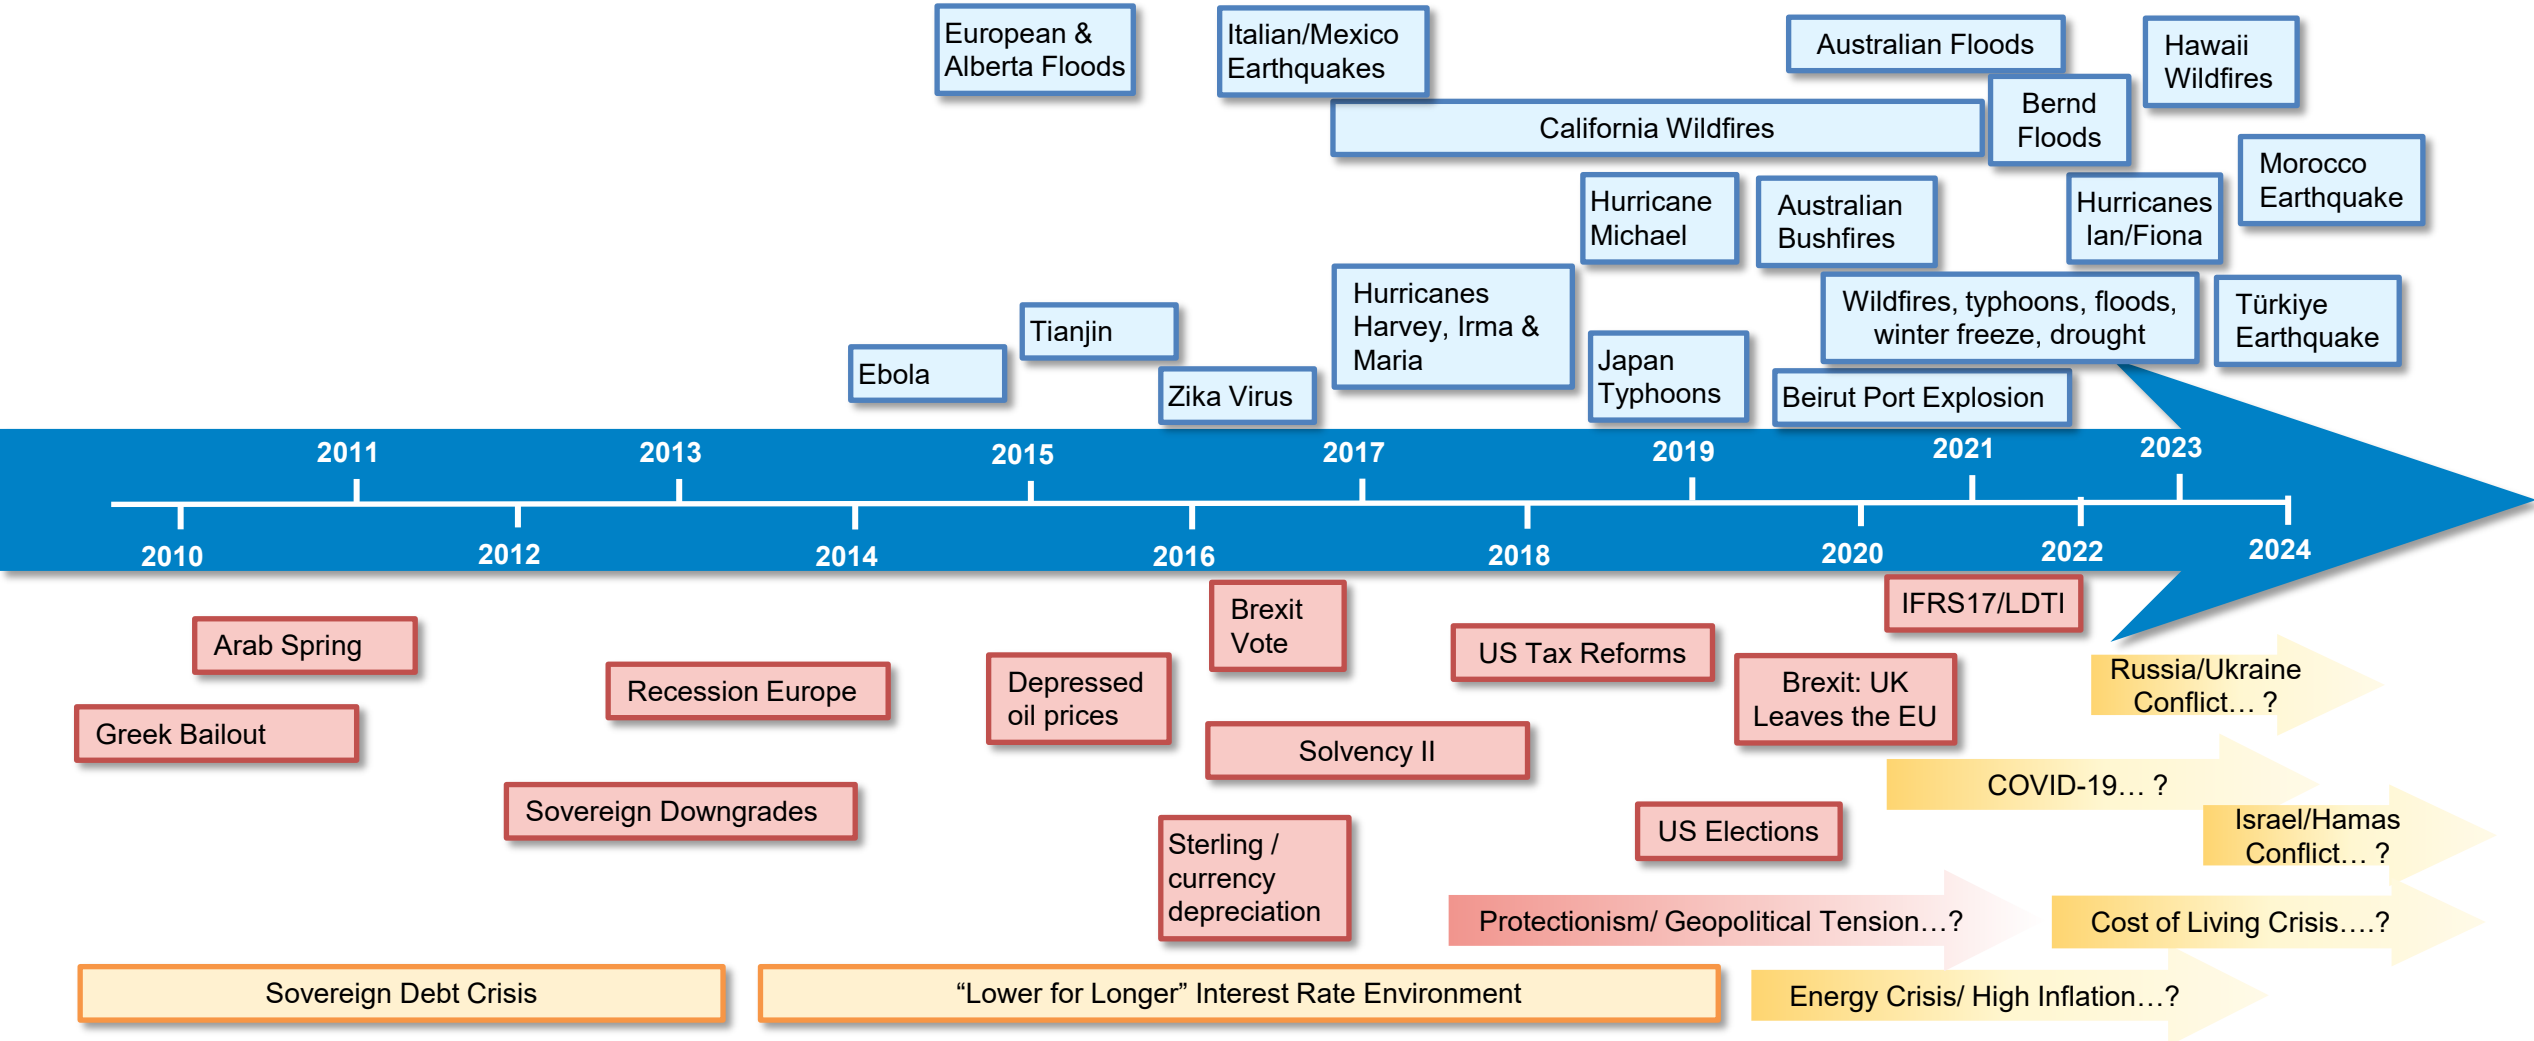 European &
Alberta Floods
Italian/Mexico
Earthquakes
Australian Floods
Hawaii
Wildfires
California Wildfires
Bernd
Floods
Morocco
Earthquake
Hurricane
Michael
Australian
Bushfires
Hurricanes
Ian/Fiona
Hurricanes
Harvey, Irma &
Maria
Wildfires, typhoons, floods,
winter freeze, drought
Türkiye
Earthquake
Tianjin
Ebola
Zika Virus
Japan
Typhoons
Beirut Port Explosion
2011
2013
2015
2017
2019
2021
2023
2010
2012
2014
2016
2018
2020
2022
2024
Brexit
Vote
IFRS17/LDTI
Arab Spring
US Tax Reforms
Recession Europe
Depressed
oil prices
Brexit: UK
Leaves the EU
Russia/Ukraine
Conflict… ?
Greek Bailout
Solvency II
COVID-19… ?
Sovereign Downgrades
US Elections
Israel/Hamas
Conflict… ?
Sterling /
currency
depreciation
Protectionism/ Geopolitical Tension…?
Cost of Living Crisis….?
Sovereign Debt Crisis
“Lower for Longer” Interest Rate Environment
Energy Crisis/ High Inflation…?